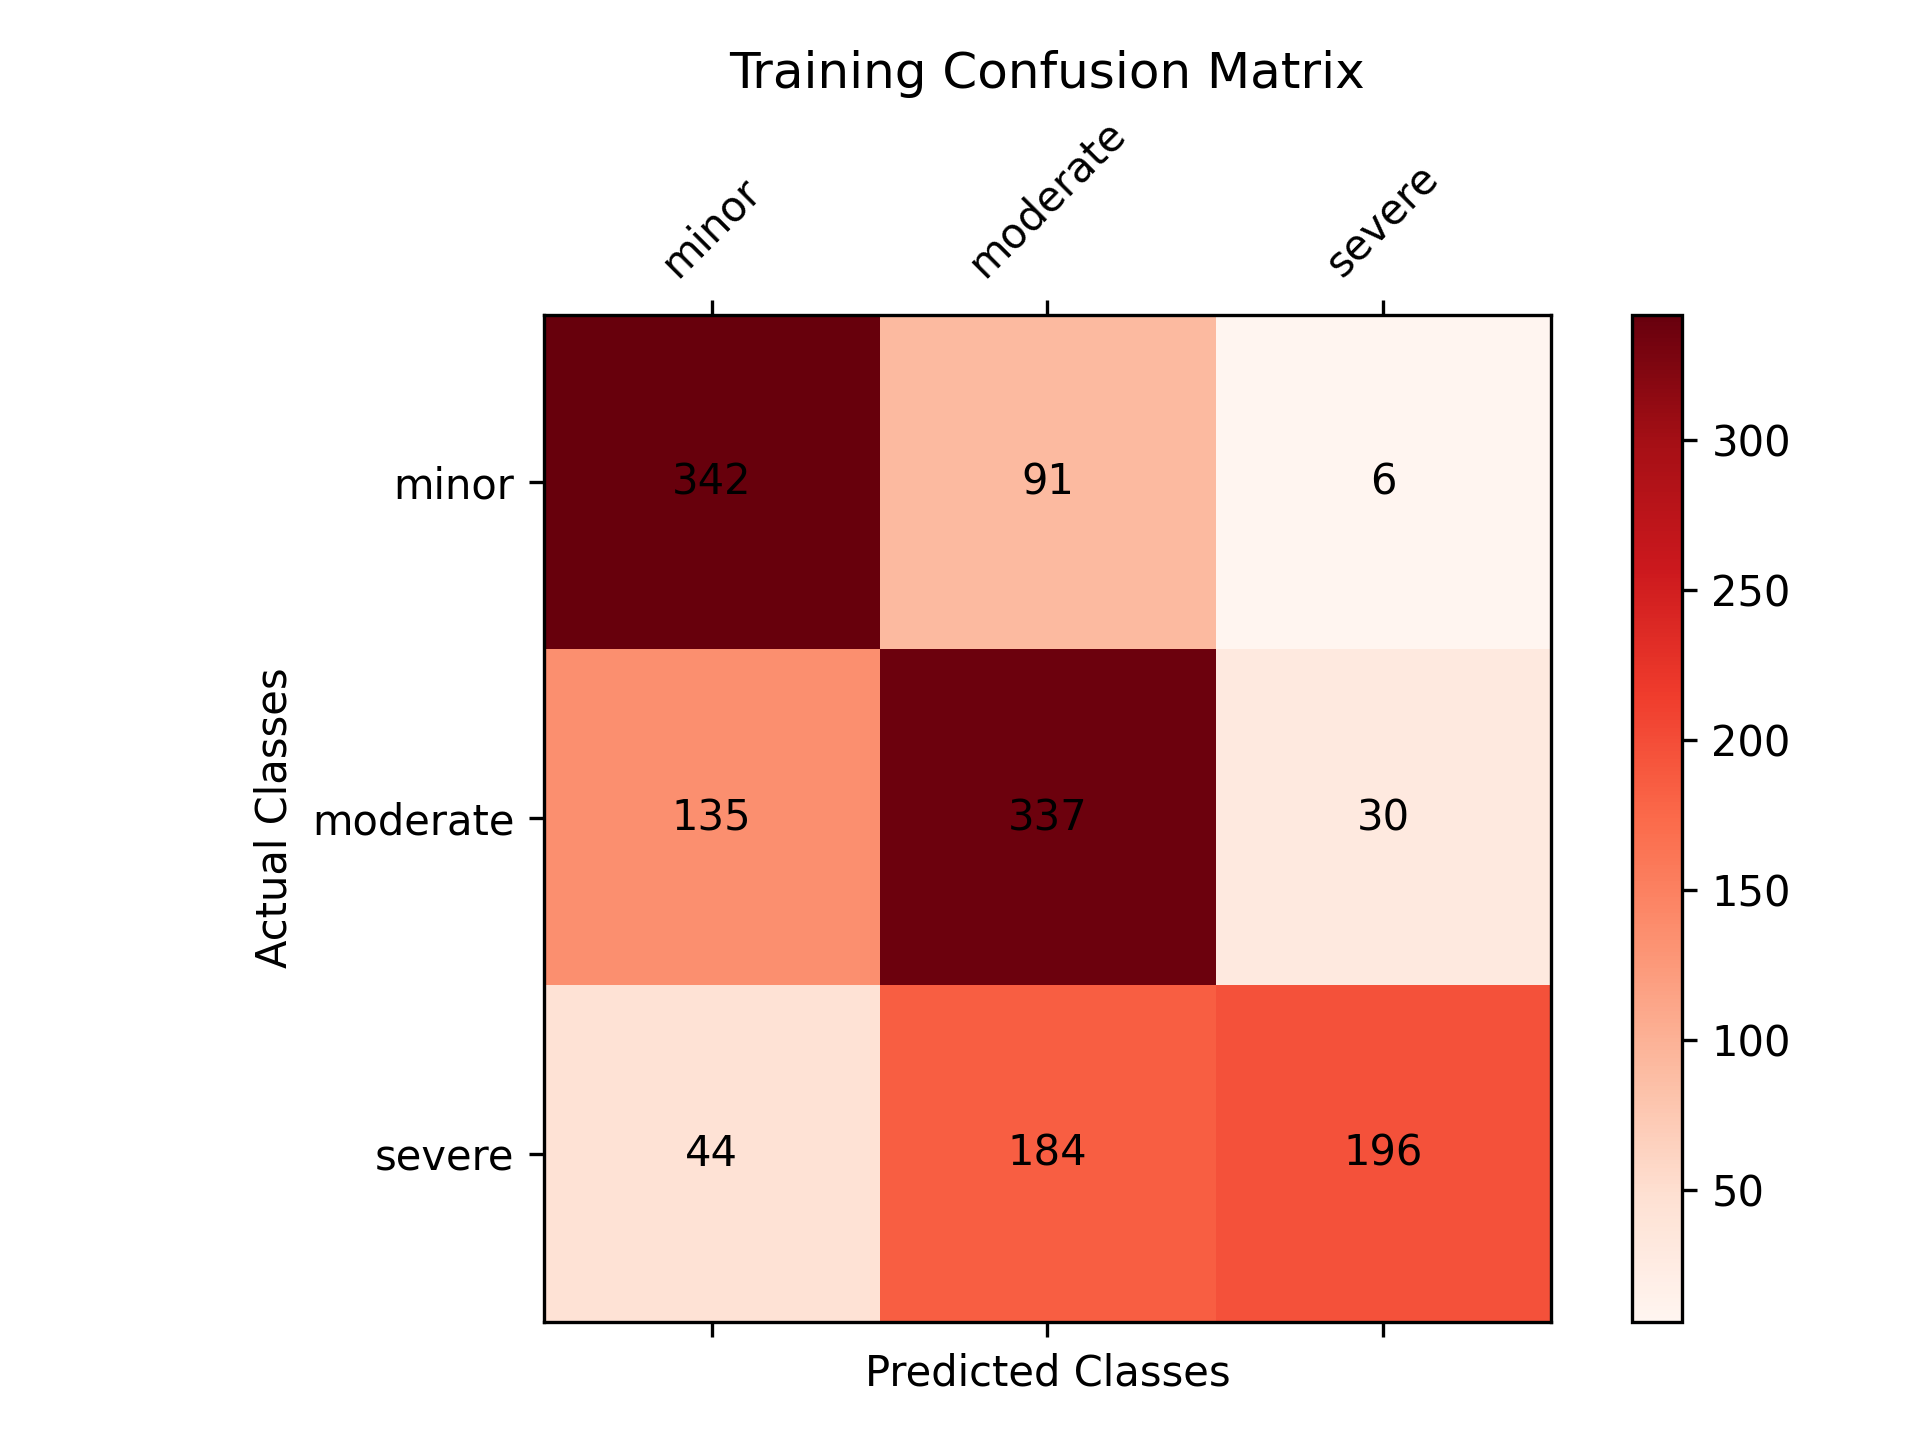 Training Confusion Matrix
minor moderate severe
minor 342 91 6
moderate 135 337 30
severe 44 184 196
Actual Classes
Predicted Classes
300
250
200
150
100
50